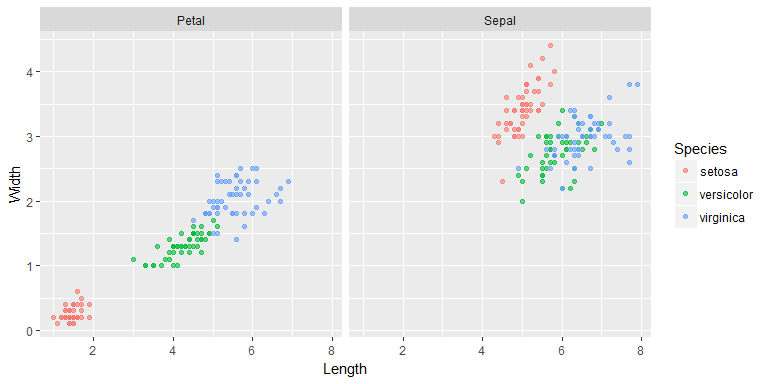 Petal
Sepal
4
3
2
1
0
Width
2
4
6
8
2
4
6
8
Length
Species
setosa
versicolor
virginica